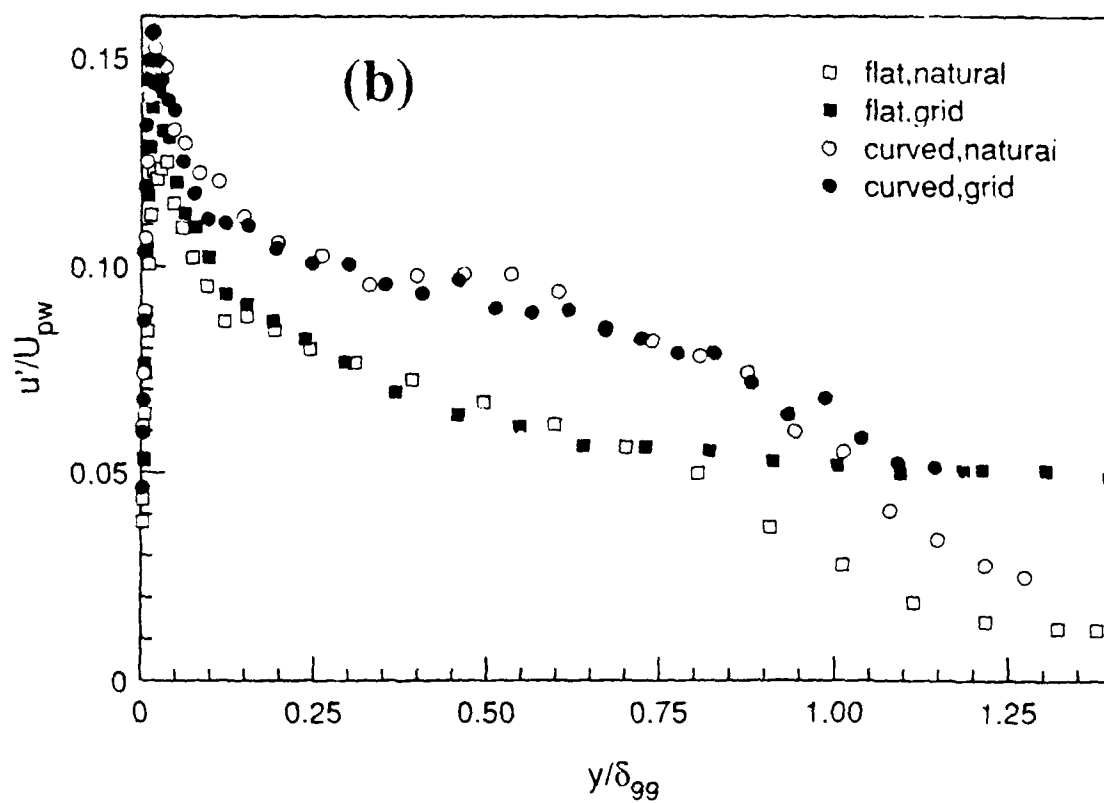 (b)
flat,natural
flat.grid
curved,naturai
curved,grid
0.15
0.10
0.05
0
u'/U_pw
0
0.25
0.50
0.75
1.00
1.25
y/δ_99